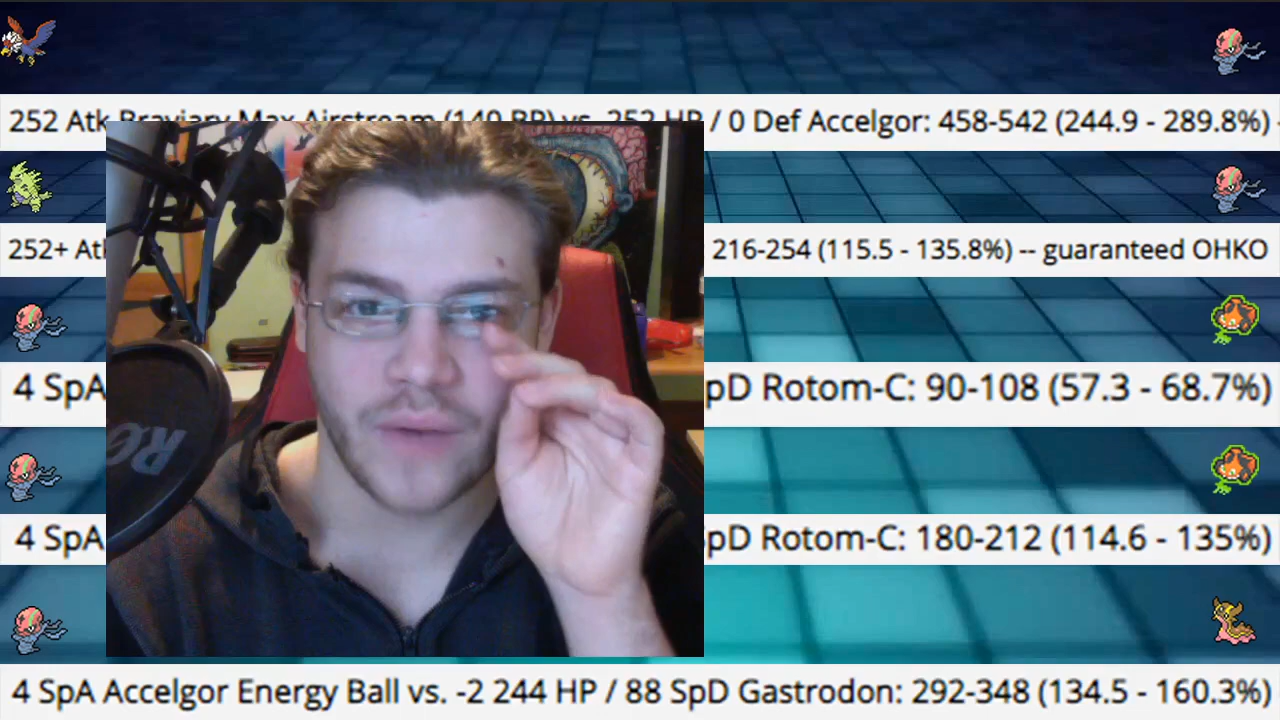 252 Atk Braviary Max Airstream (140 BP) vs. 252 HP / 0 Def Accelgor: 458-542 (244.9 - 289.8%)
252+ Atk 216-254 (115.5 - 135.8%) -- guaranteed OHKO
4 SpA SpD Rotom-C: 90-108 (57.3 - 68.7%)
4 SpA SpD Rotom-C: 180-212 (114.6 - 135%)
4 SpA Accelgor Energy Ball vs. -2 244 HP / 88 SpD Gastrodon: 292-348 (134.5 - 160.3%)